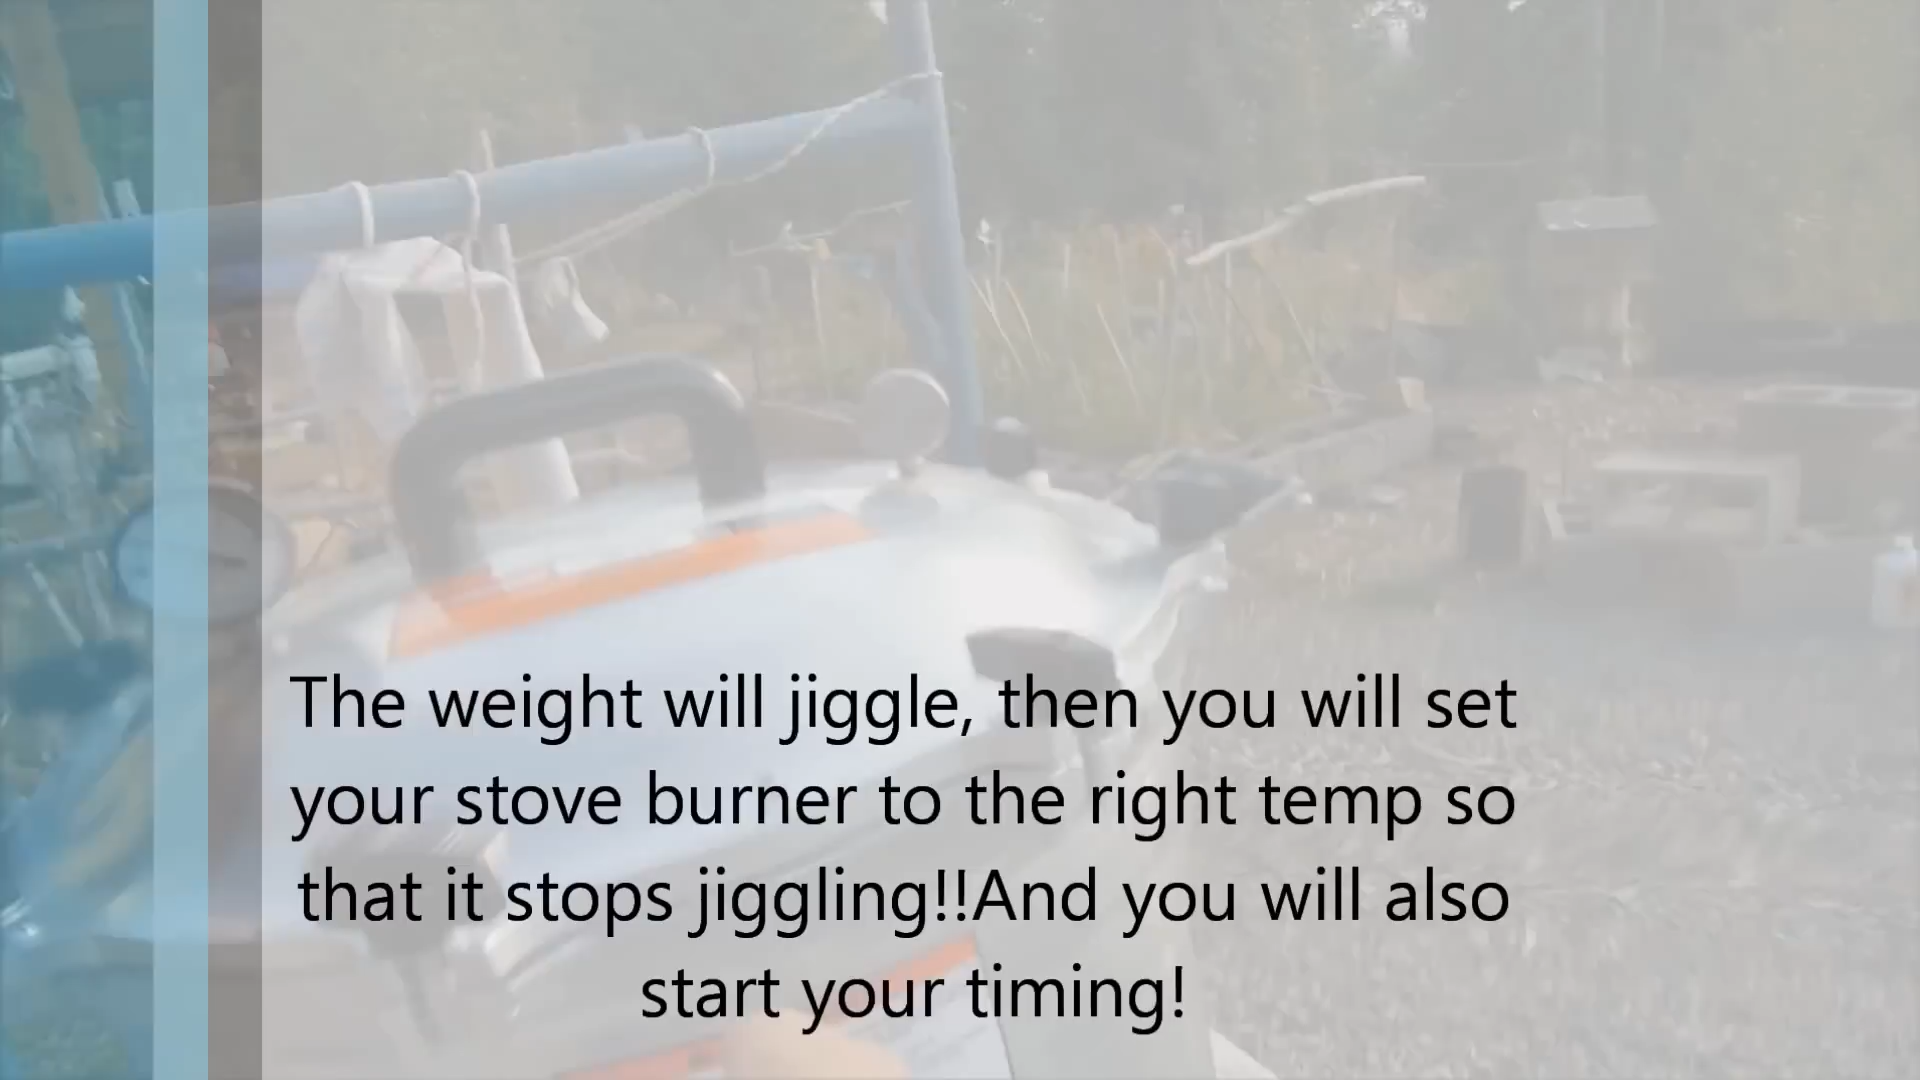 The weight will jiggle, then you will set
your stove burner to the right temp so
that it stops jiggling!!And you will also
start your timing!